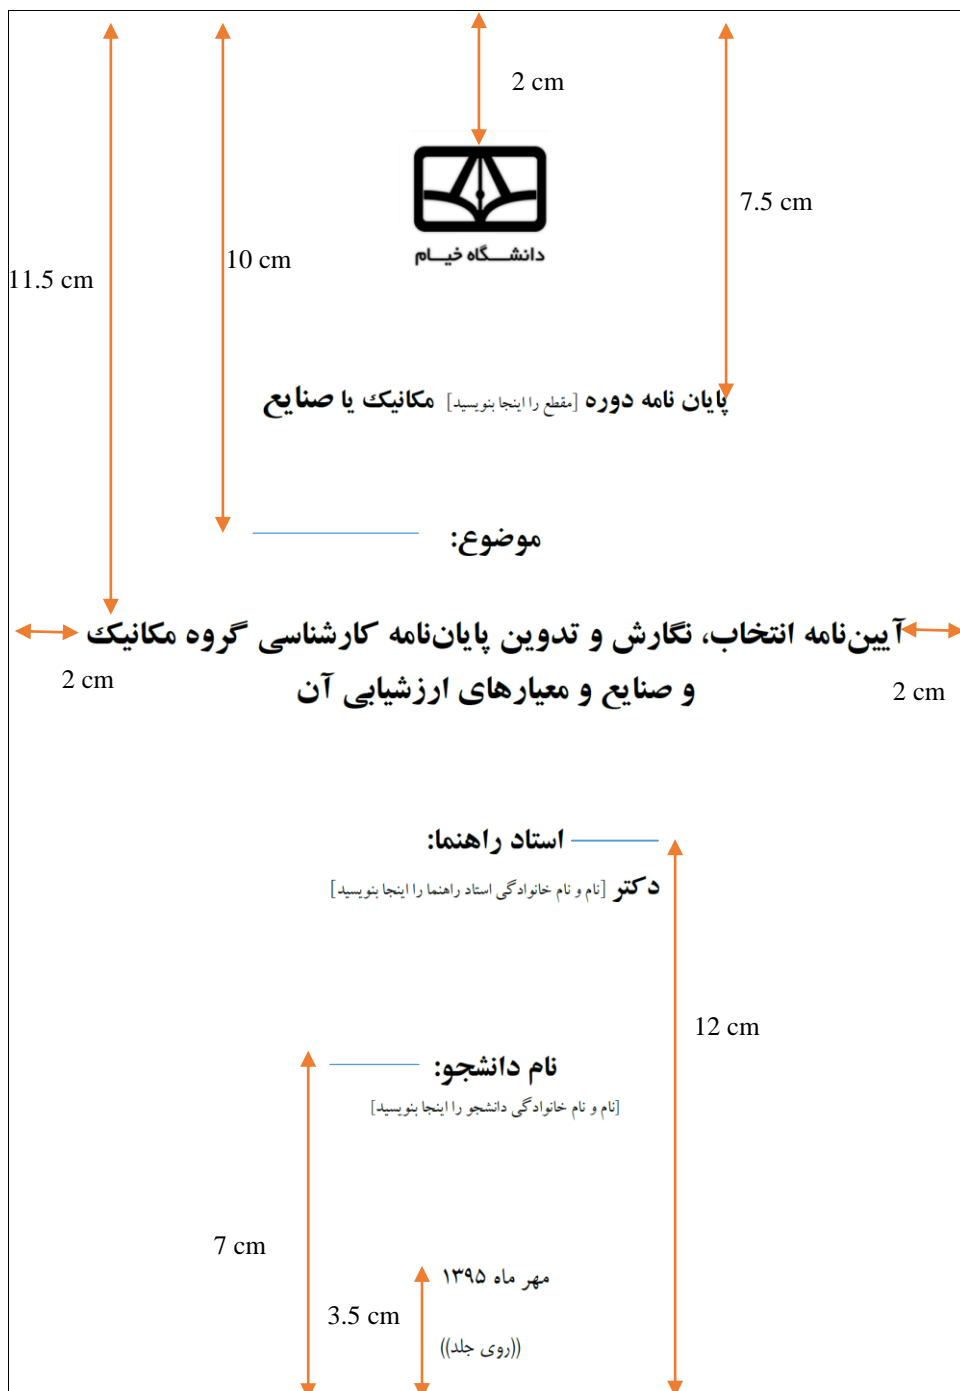 2 cm
دانشگاه خیام
7.5 cm
10 cm
11.5 cm
پایان نامه دوره [مقطع را اینجا بنویسید] مکانیک یا صنایع
موضوع:
آیین‌نامه انتخاب، نگارش و تدوین پایان‌نامه کارشناسی گروه مکانیک
2 cm
و صنایع و معیارهای ارزشیابی آن
2 cm
استاد راهنما:
دکتر [نام و نام خانوادگی استاد راهنما را اینجا بنویسید]
12 cm
نام دانشجو:
[نام و نام خانوادگی دانشجو را اینجا بنویسید]
7 cm
مهر ماه ۱۳۹۵
3.5 cm
((روی جلد))